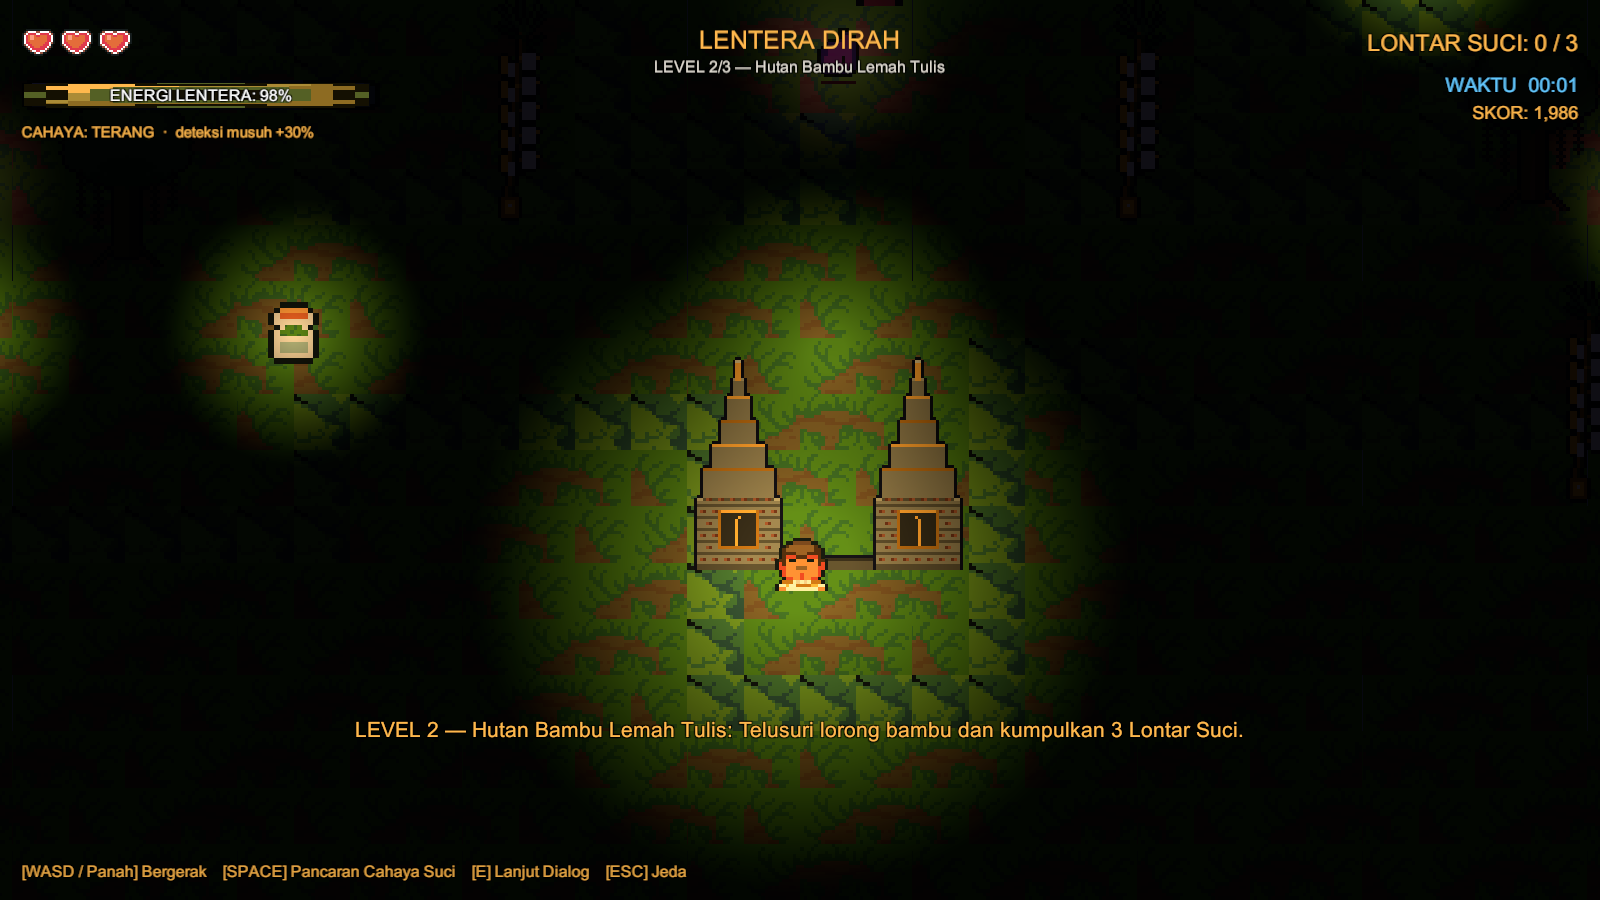 LENTERA DIRAH
LEVEL 2/3 — Hutan Bambu Lemah Tulis
LONTAR SUCI: 0 / 3
WAKTU 00:01
SKOR: 1,986
ENERGI LENTERA: 98%
CAHAYA: TERANG · deteksi musuh +30%
LEVEL 2 — Hutan Bambu Lemah Tulis: Telusuri lorong bambu dan kumpulkan 3 Lontar Suci.
[WASD / Panah] Bergerak [SPACE] Pancaran Cahaya Suci [E] Lanjut Dialog [ESC] Jeda